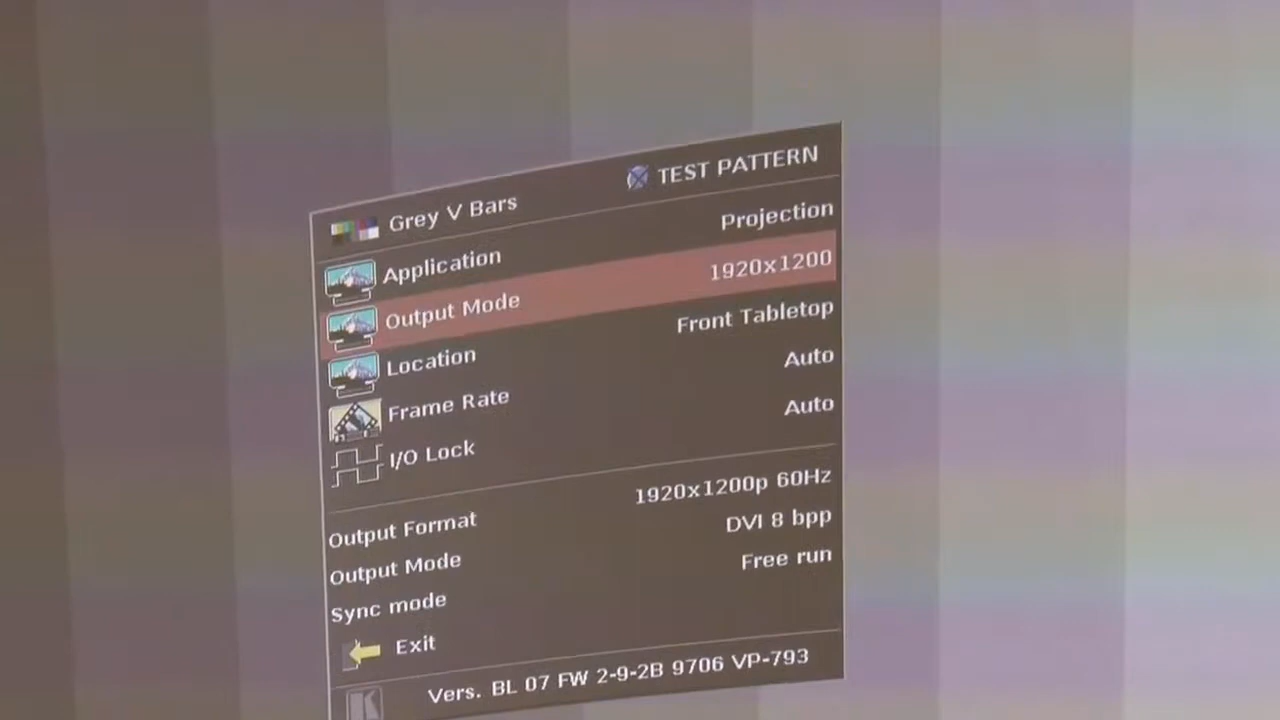 Grey V Bars TEST PATTERN
Application Projection
Output Mode 1920x1200
Location Front Tabletop
Frame Rate Auto
I/O Lock Auto
Output Format 1920x1200p 60Hz
Output Mode DVI 8 bpp
Sync mode Free run
Exit
Vers. BL 07 FW 2-9-2B 9706 VP-793